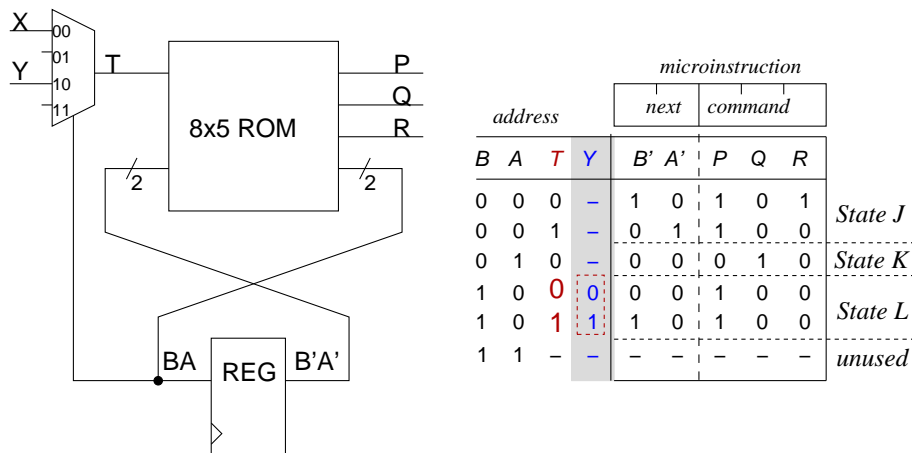 X
00
01
Y
10
11
T
8x5 ROM
P
Q
R
2
2
BA
REG
B'A'
microinstruction
next command
address
B A T Y B' A' P Q R
0 0 0 – 1 0 1 0 1
0 0 1 – 0 1 1 0 0
State J
0 1 0 – 0 0 0 1 0 State K
1 0 0 0 0 0 1 0 0
1 0 1 1 1 0 1 0 0
State L
1 1 – – – – – – – unused